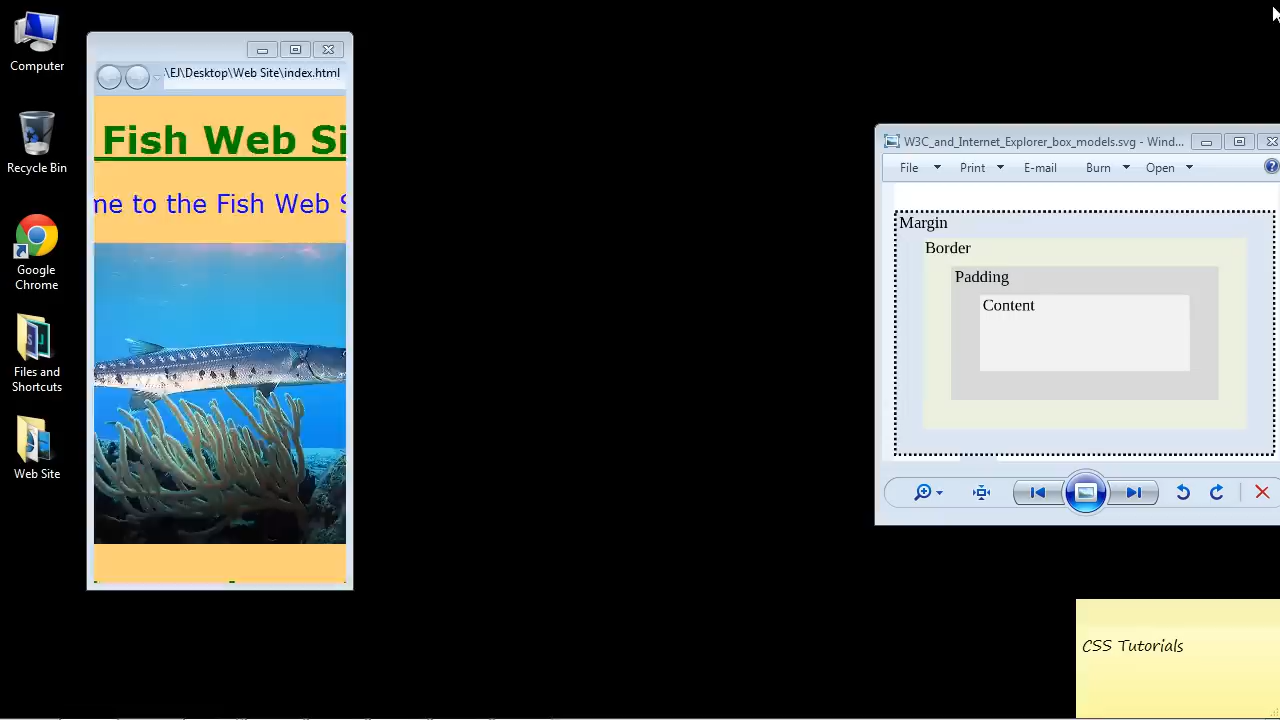 Computer
Recycle Bin
Google
Chrome
Files and
Shortcuts
Web Site
\EJ\Desktop\Web Site\index.html
Fish Web Si
me to the Fish Web S
W3C_and_Internet_Explorer_box_models.svg - Wind...
File Print E-mail Burn Open
Margin
Border
Padding
Content
CSS Tutorials